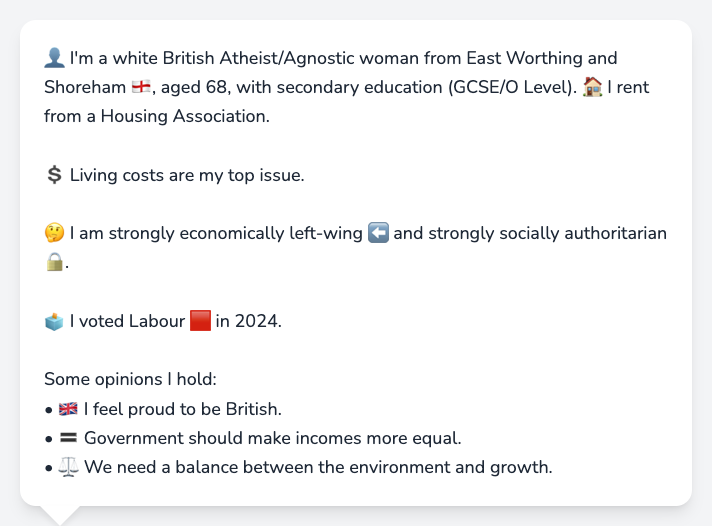 👤 I'm a white British Atheist/Agnostic woman from East Worthing and
Shoreham 🏴󠁧󠁢󠁥󠁮󠁧󠁿, aged 68, with secondary education (GCSE/O Level). 🏠 I rent
from a Housing Association.
💲 Living costs are my top issue.
🤔 I am strongly economically left-wing ⬅️ and strongly socially authoritarian
🔒.
🗳️ I voted Labour 🟥 in 2024.
Some opinions I hold:
• 🇬🇧 I feel proud to be British.
• 🟰 Government should make incomes more equal.
• ⚖️ We need a balance between the environment and growth.